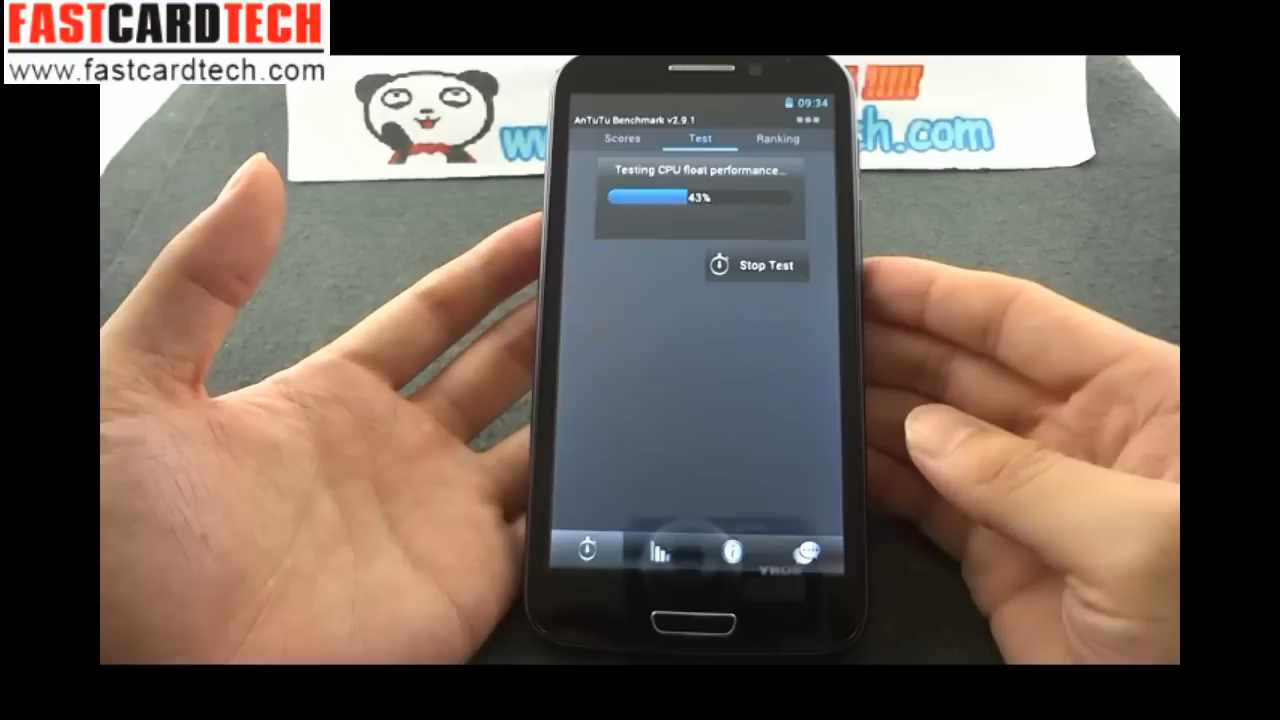 FASTCARDTECH
www.fastcardtech.com
ch.com
09:34
AnTuTu Benchmark v2.9.1
Scores Test Ranking
Testing CPU float performance...
43%
Stop Test